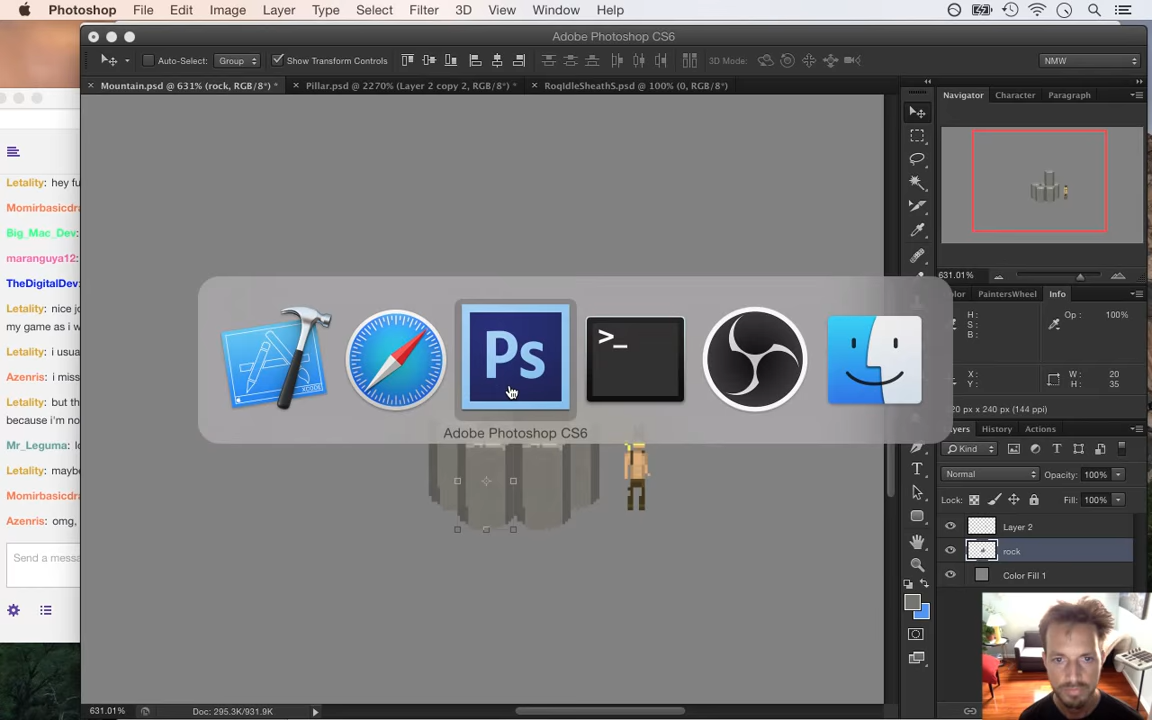 Photoshop File Edit Image Layer Type Select Filter 3D View Window Help
Adobe Photoshop CS6
Auto-Select: Group Show Transform Controls 3D Mode: NMW
Mountain.psd @ 631% (rock, RGB/8*) * Pillar.psd @ 2270% (Layer 2 copy 2, RGB/8*) * RoqIdleSheathS.psd @ 100% (0, RGB/8*)
Navigator Character Paragraph
Letality: hey fu
Momirbasicdra
Big_Mac_Dev:
maranguya12:
TheDigitalDev:
Letality: nice jo
my game as i w
Letality: i usua
Azenris: i miss
Letality: but th
because i'm no
Mr_Leguma: lo
Letality: maybe
Momirbasicdra
Azenris: omg,
Send a messa
631.01%
olor PaintersWheel Info
H:
S:
B:
Op: 100%
X:
Y:
W: 20
H: 35
20 px x 240 px (144 ppi)
Layers History Actions
Kind
Normal Opacity: 100%
Lock: Fill: 100%
Layer 2
rock
Color Fill 1
Ps
>_
Adobe Photoshop CS6
T
631.01% Doc: 295.3K/931.9K